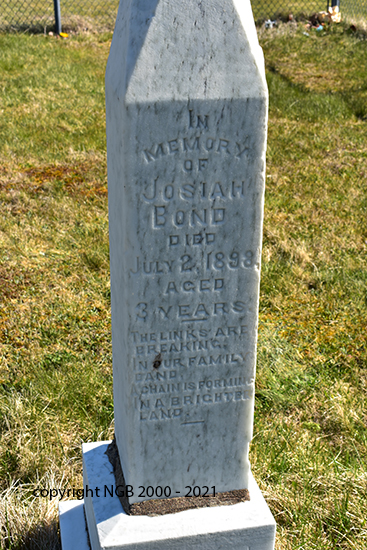 IN
MEMORY
OF
JOSIAH
BOND
DIED
JULY 2, 1893.
AGED
3 YEARS
THE LINKS ARE
BREAKING,
IN OUR FAMILY
BAND
A CHAIN IS FORMING
IN A BRIGHTER
LAND.
copyright NGB 2000 - 2021